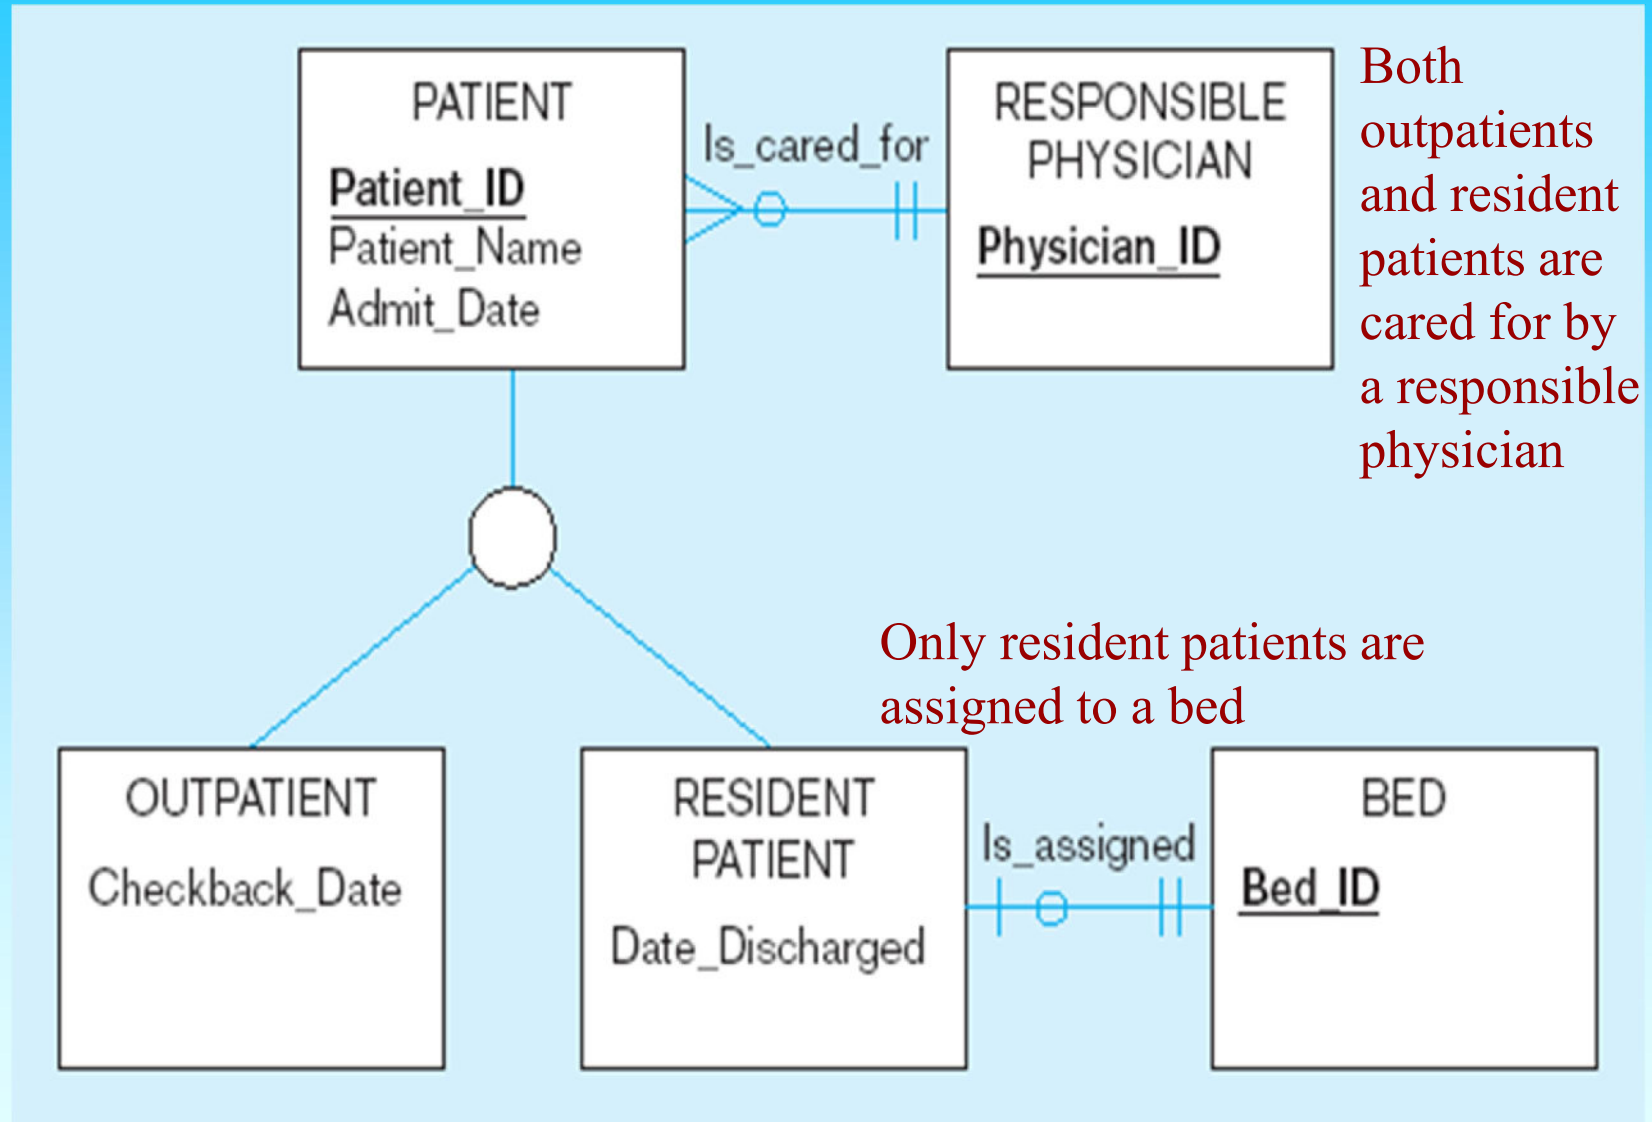 PATIENT
Patient_ID
Patient_Name
Admit_Date
Is_cared_for
RESPONSIBLE
PHYSICIAN
Physician_ID
Both
outpatients
and resident
patients are
cared for by
a responsible
physician
Only resident patients are
assigned to a bed
OUTPATIENT
Checkback_Date
RESIDENT
PATIENT
Date_Discharged
Is_assigned
BED
Bed_ID